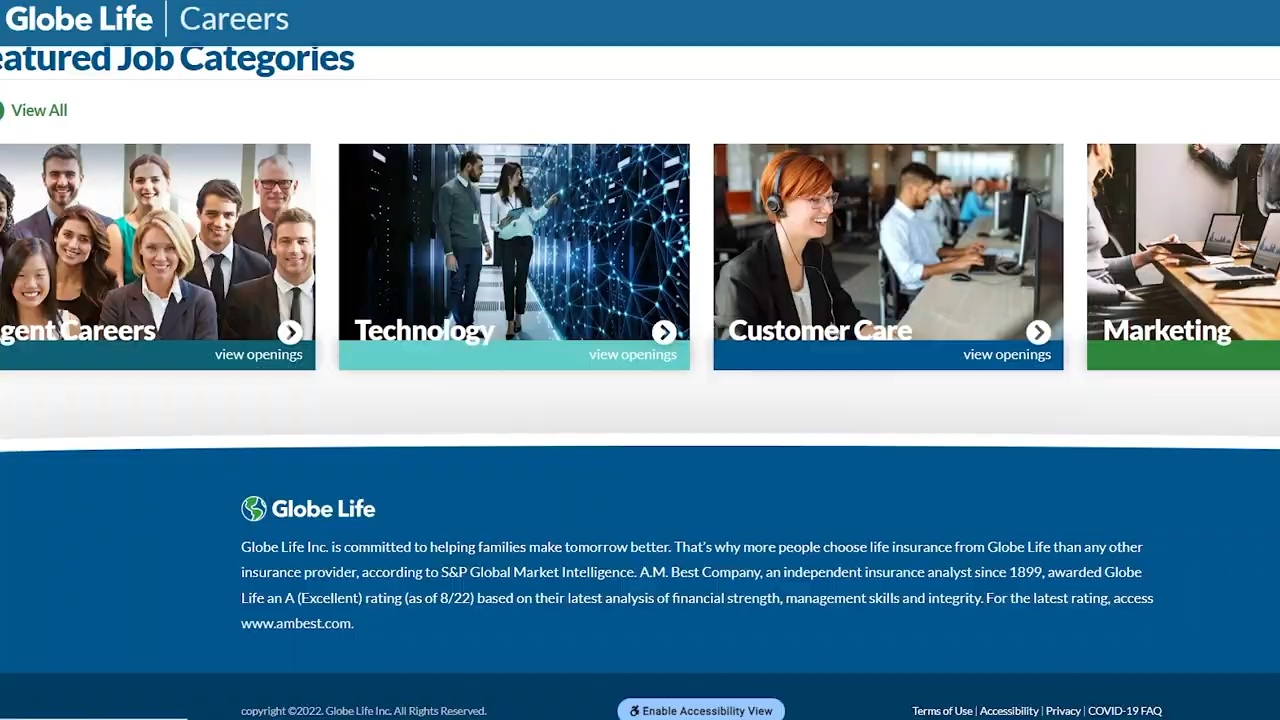 Globe Life | Careers
eatured Job Categories
View All
gent Careers
view openings
Technology
view openings
Customer Care
view openings
Marketing
Globe Life
Globe Life Inc. is committed to helping families make tomorrow better. That's why more people choose life insurance from Globe Life than any other
insurance provider, according to S&P Global Market Intelligence. A.M. Best Company, an independent insurance analyst since 1899, awarded Globe
Life an A (Excellent) rating (as of 8/22) based on their latest analysis of financial strength, management skills and integrity. For the latest rating, access
www.ambest.com.
copyright ©2022. Globe Life Inc. All Rights Reserved.
Enable Accessibility View
Terms of Use | Accessibility | Privacy | COVID-19 FAQ